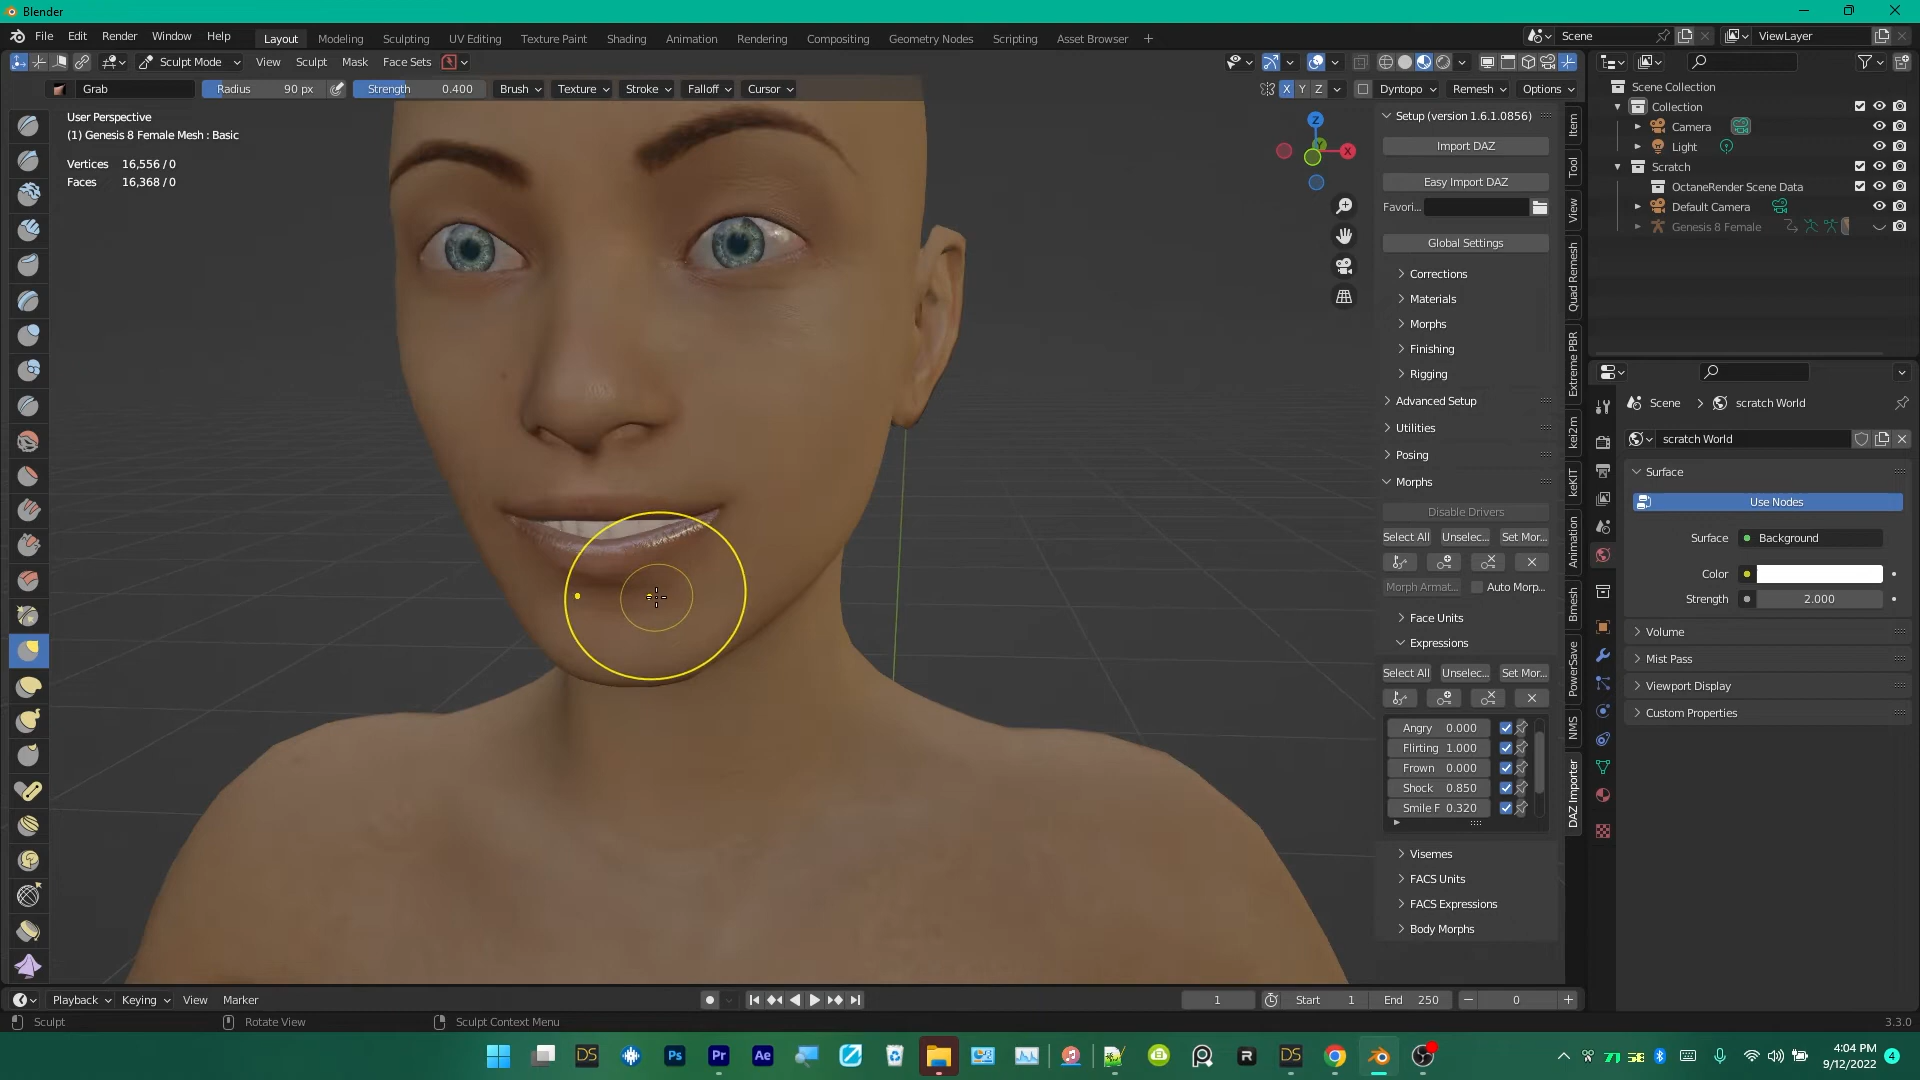 Blender
File Edit Render Window Help
Layout Modeling Sculpting UV Editing Texture Paint Shading Animation Rendering Compositing Geometry Nodes Scripting Asset Browser
Scene
ViewLayer
Sculpt Mode View Sculpt Mask Face Sets
Grab Radius 90 px Strength 0.400 Brush Texture Stroke Falloff Cursor
X Y Z Dyntopo Remesh Options
User Perspective
(1) Genesis 8 Female Mesh : Basic
Vertices 16,556 / 0
Faces 16,368 / 0
Z
Y
X
Setup (version 1.6.1.0856)
Import DAZ
Easy Import DAZ
Favori...
Global Settings
Corrections
Materials
Morphs
Finishing
Rigging
Advanced Setup
Utilities
Posing
Morphs
Disable Drivers
Select All Unselec... Set Mor...
Morph Armat... Auto Morp...
Face Units
Expressions
Select All Unselec... Set Mor...
Angry 0.000
Flirting 1.000
Frown 0.000
Shock 0.850
Smile F 0.320
Visemes
FACS Units
FACS Expressions
Body Morphs
Item
Tool
View
Quad Remesh
Extreme PBR
kei2m
keKIT
Animation
Brmesh
PowerSave
NMS
DAZ Importer
Scene Collection
Collection
Camera
Light
Scratch
OctaneRender Scene Data
Default Camera
Genesis 8 Female
Scene scratch World
scratch World
Surface
Use Nodes
Surface Background
Color
Strength 2.000
Volume
Mist Pass
Viewport Display
Custom Properties
Playback Keying View Marker
1 Start 1 End 250 0
Sculpt Rotate View Sculpt Context Menu
3.3.0
DS Ps Pr Ae R DS
71 58
4:04 PM
9/12/2022
4